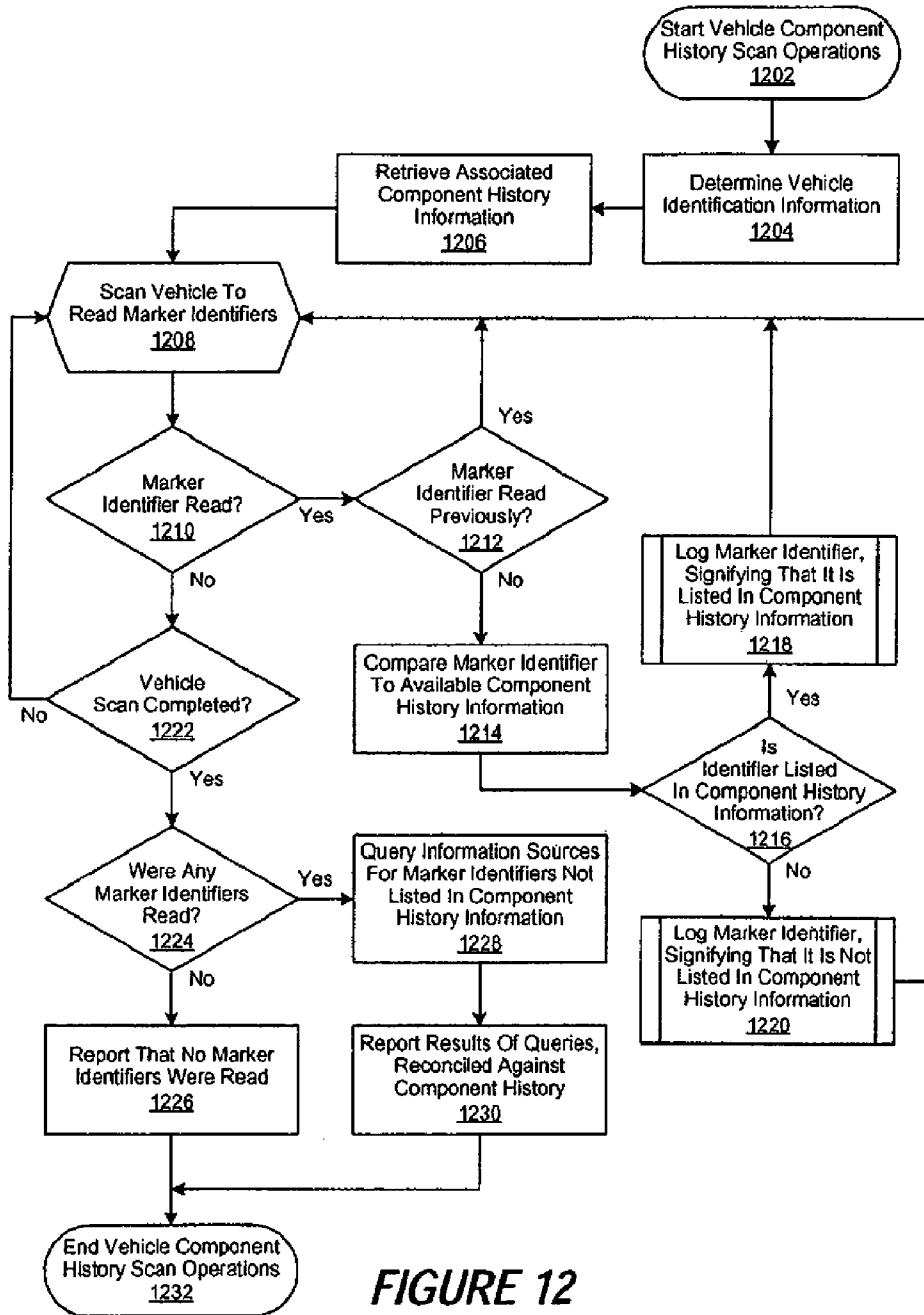 Start Vehicle Component
History Scan Operations
1202
Determine Vehicle
Identification Information
1204
Retrieve Associated
Component History
Information
1206
Scan Vehicle To
Read Marker Identifiers
1208
Marker
Identifier Read?
1210
Yes
No
Marker
Identifier Read
Previously?
1212
Yes
No
Compare Marker Identifier
To Available Component
History Information
1214
Is
Identifier Listed
In Component History
Information?
1216
Yes
No
Log Marker Identifier,
Signifying That It Is
Listed In Component
History Information
1218
Log Marker Identifier,
Signifying That It Is Not
Listed In Component
History Information
1220
Vehicle
Scan Completed?
1222
No
Yes
Were Any
Marker Identifiers
Read?
1224
Yes
No
Report That No Marker
Identifiers Were Read
1226
Query Information Sources
For Marker Identifiers Not
Listed In Component
History Information
1228
Report Results Of Queries,
Reconciled Against
Component History
1230
End Vehicle Component
History Scan Operations
1232
FIGURE 12